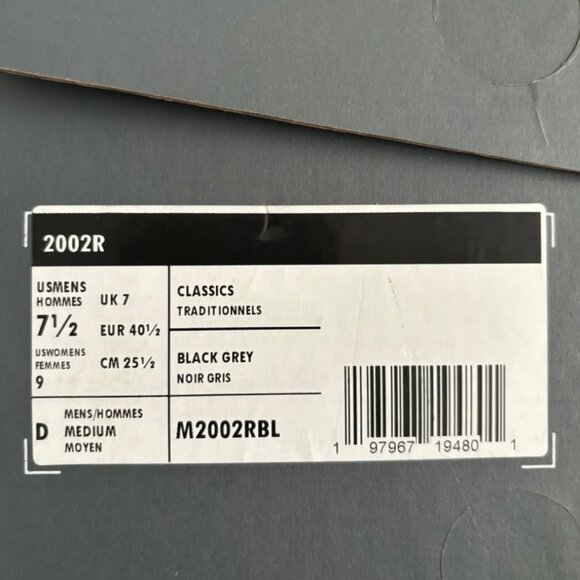 2002R
USMENS
HOMMES
7½
USWOMENS
FEMMES
9
UK 7
EUR 40½
CM 25½
CLASSICS
TRADITIONNELS
BLACK GREY
NOIR GRIS
D
MENS/HOMMES
MEDIUM
MOYEN
M2002RBL
1 97967 19480 1